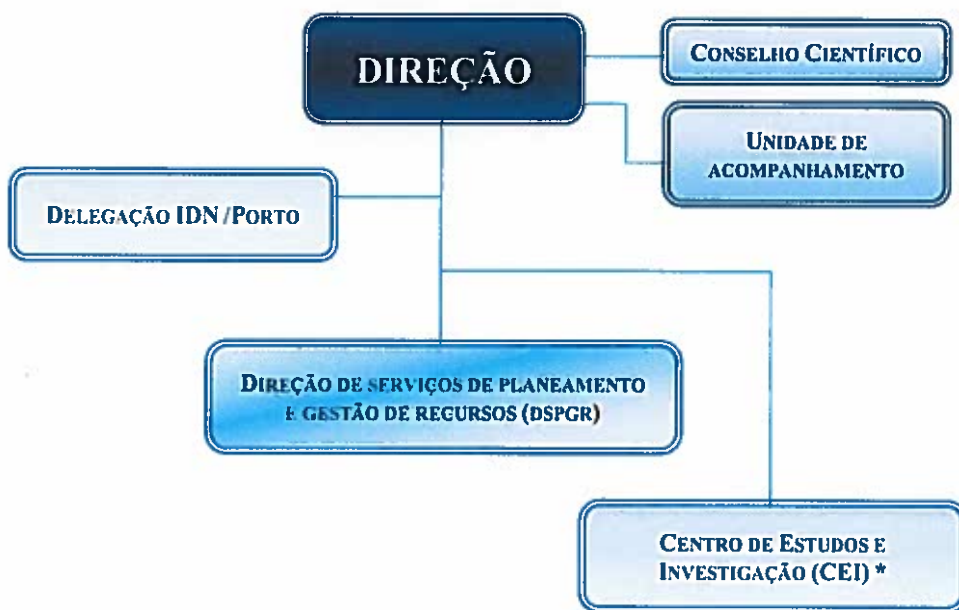 DIREÇÃO
CONSELHO CIENTÍFICO
UNIDADE DE
ACOMPANHAMENTO
DELEGAÇÃO IDN /PORTO
DIREÇÃO DE SERVIÇOS DE PLANEAMENTO
E GESTÃO DE RECURSOS (DSPGR)
CENTRO DE ESTUDOS E
INVESTIGAÇÃO (CEI) *